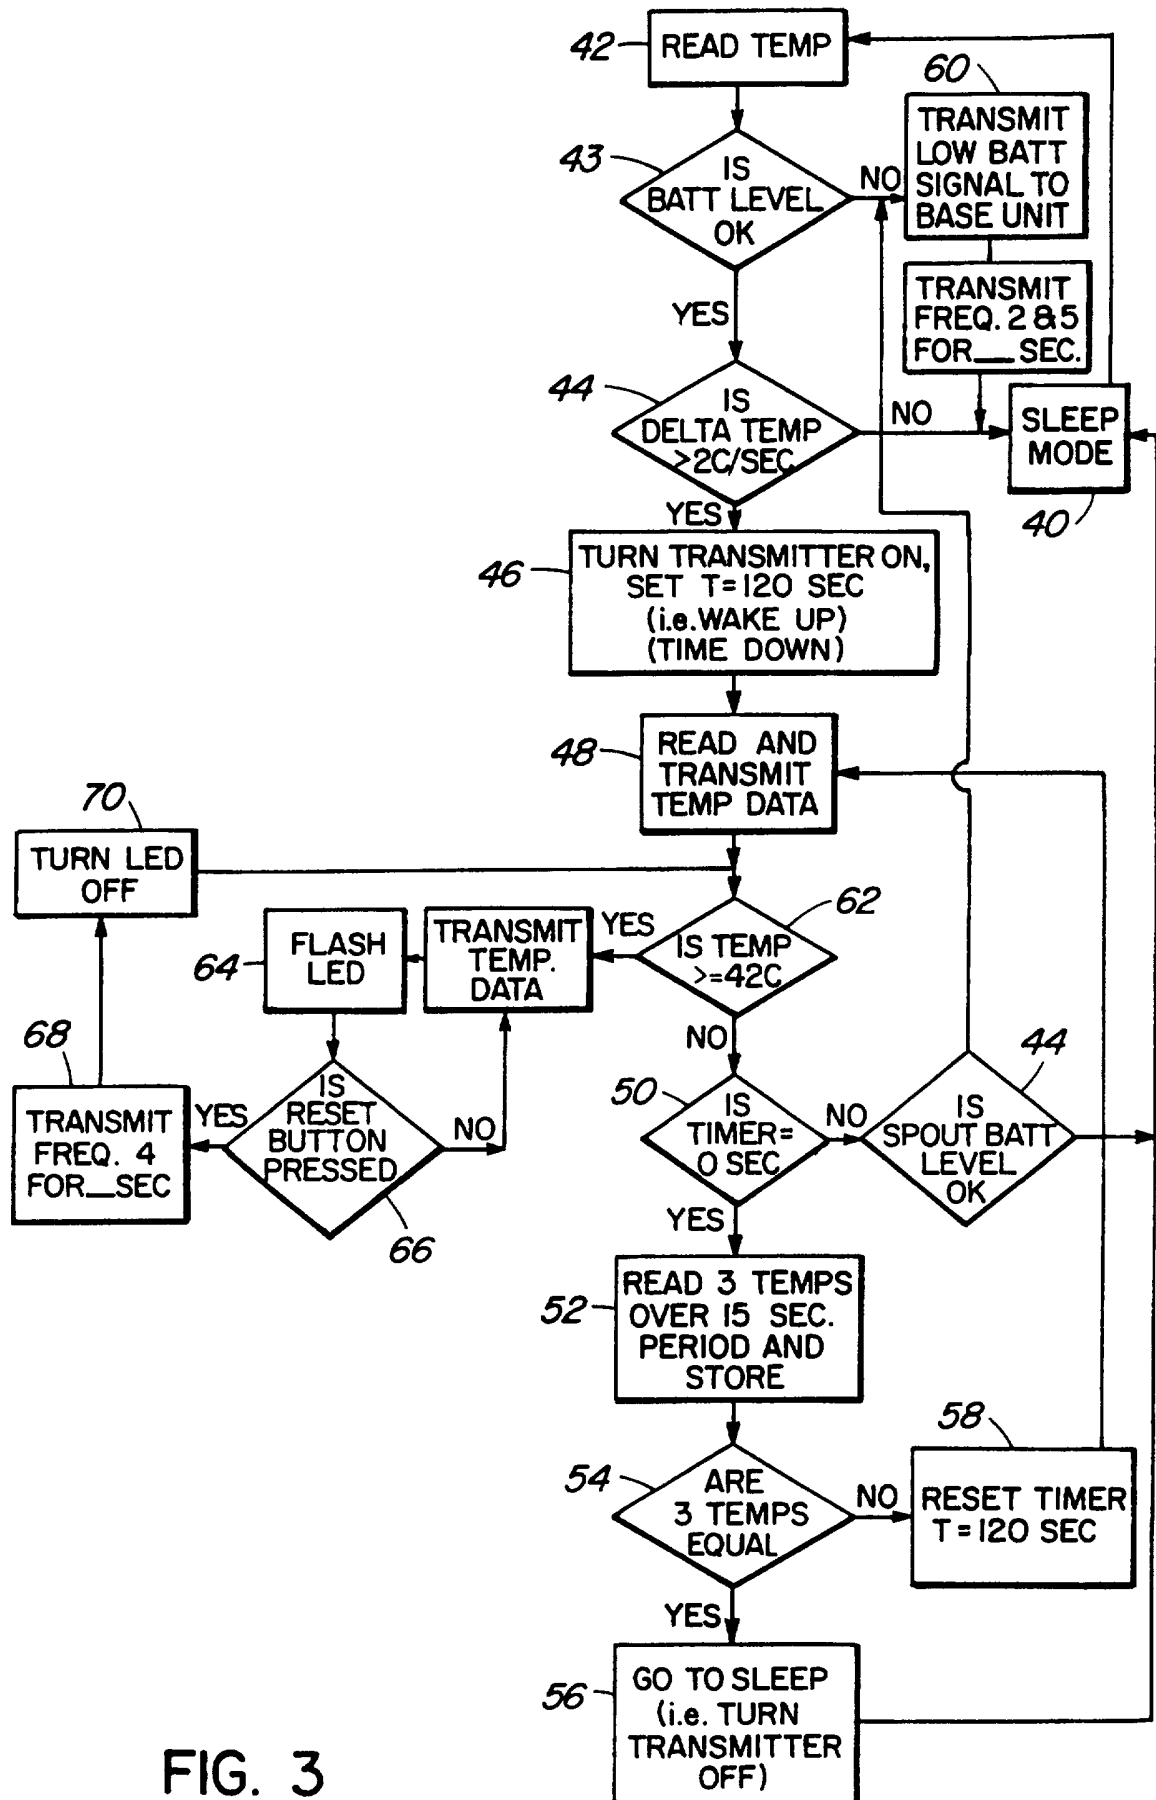 42
READ TEMP
60
TRANSMIT
LOW BATT
SIGNAL TO
BASE UNIT
43
IS
BATT LEVEL
OK
NO
YES
TRANSMIT
FREQ. 2 & 5
FOR__ SEC.
44
IS
DELTA TEMP
>2C/SEC
NO
SLEEP
MODE
40
YES
46
TURN TRANSMITTER ON,
SET T=120 SEC
(i.e. WAKE UP)
(TIME DOWN)
48
READ AND
TRANSMIT
TEMP DATA
70
TURN LED
OFF
62
IS TEMP
>=42C
YES
TRANSMIT
TEMP.
DATA
64
FLASH
LED
NO
68
TRANSMIT
FREQ. 4
FOR__SEC
YES
IS
RESET
BUTTON
PRESSED
NO
66
50
IS
TIMER=
0 SEC
NO
44
IS
SPOUT BATT
LEVEL
OK
YES
52
READ 3 TEMPS
OVER 15 SEC.
PERIOD AND
STORE
54
ARE
3 TEMPS
EQUAL
NO
58
RESET TIMER
T=120 SEC
YES
56
GO TO SLEEP
(i.e. TURN
TRANSMITTER
OFF)
FIG. 3